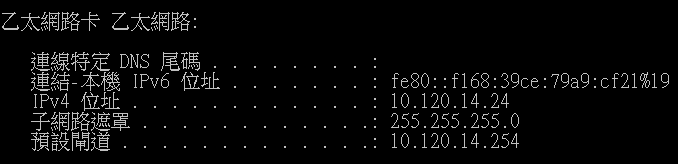 乙太網路卡 乙太網路:
連線特定 DNS 尾碼 . . . . . . . . :
連結-本機 IPv6 位址 . . . . . . . : fe80::f168:39ce:79a9:cf21%19
IPv4 位址 . . . . . . . . . . . . : 10.120.14.24
子網路遮罩 . . . . . . . . . . . .: 255.255.255.0
預設閘道 . . . . . . . . . . . . .: 10.120.14.254